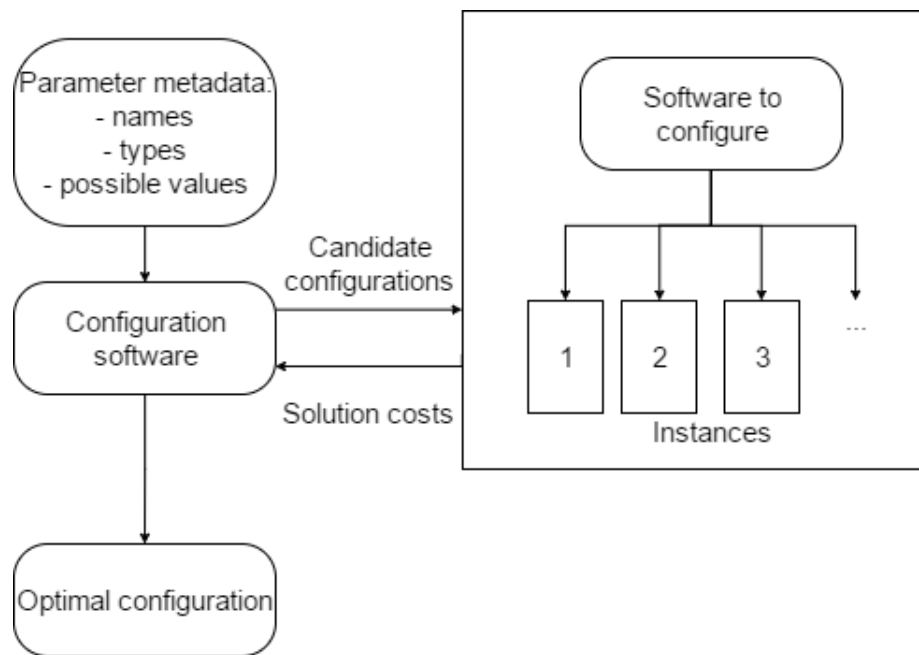 Parameter metadata:
- names
- types
- possible values
Software to
configure
Candidate
configurations
Configuration
software
1
2
3
...
Solution costs
Instances
Optimal configuration